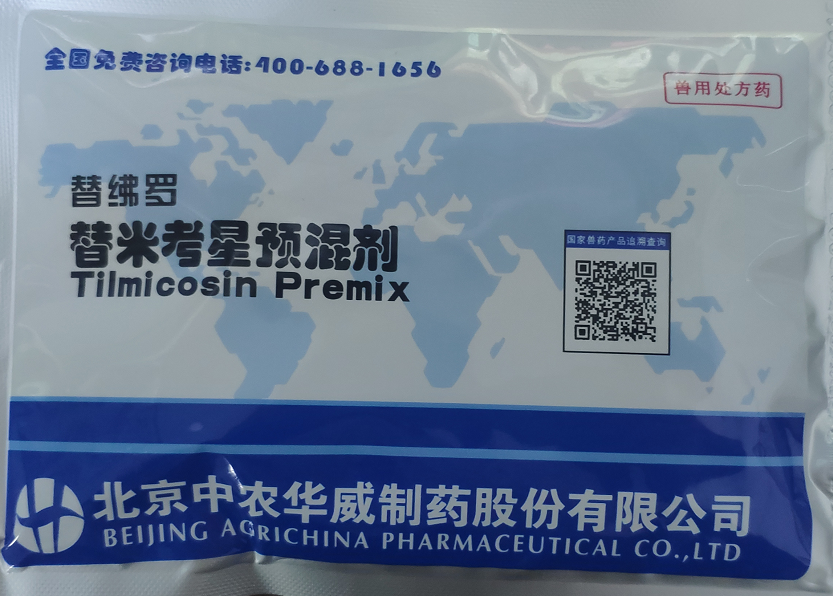 全国免费咨询电话:400-688-1656
兽用处方药
替绋罗
替米考星预混剂
Tilmicosin Premix
国家兽药产品追溯查询
北京中农华威制药股份有限公司
BEIJING AGRICHINA PHARMACEUTICAL CO.,LTD